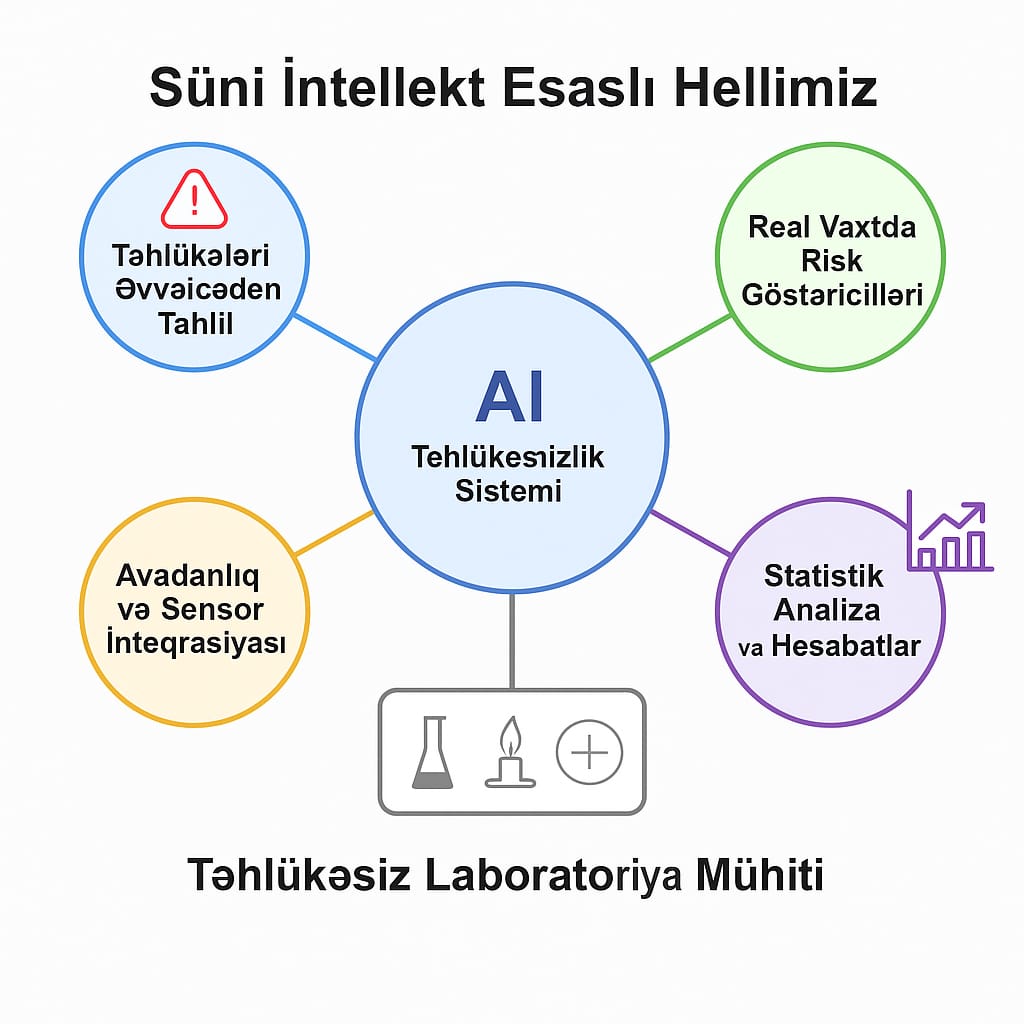 Süni İntellekt Esaslı Hellimiz
Təhlükələri
Əvvəicəden
Tahlil
Real Vaxtda
Risk
Göstəricilləri
AI
Tehlükesnizlik
Sistemi
Avadanlıq
və Sensor
İnteqrasiyası
Statistik
Analiza
va Hesabatlar
Təhlükəsiz Laboratoriya Mühiti